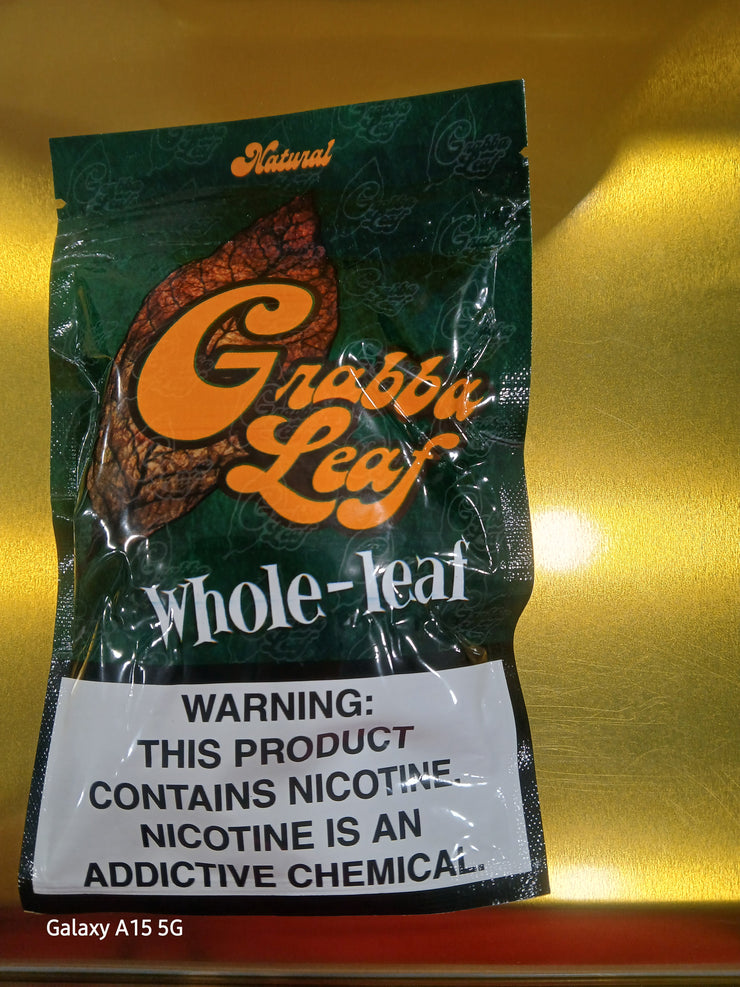 Natural
Grabba
Leaf
Whole-leaf
WARNING:
THIS PRODUCT
CONTAINS NICOTINE.
NICOTINE IS AN
ADDICTIVE CHEMICAL.
Galaxy A15 5G